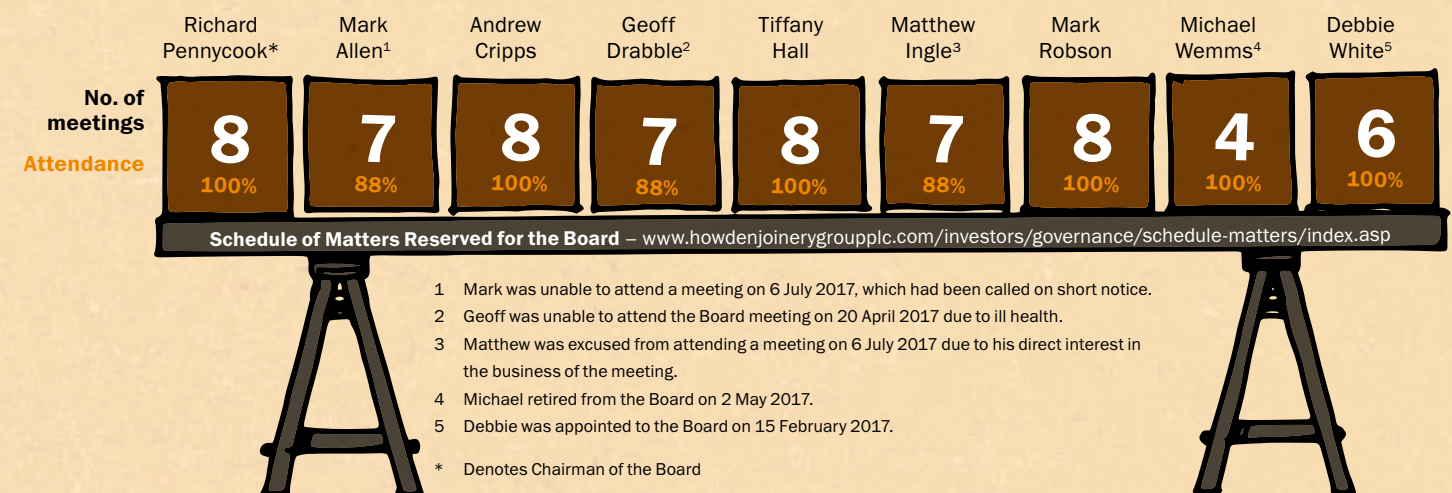 Richard Pennycook*
Mark Allen¹
Andrew Cripps
Geoff Drabble²
Tiffany Hall
Matthew Ingle³
Mark Robson
Michael Wemms⁴
Debbie White⁵
No. of meetings
8
7
8
7
8
7
8
4
6
Attendance
100%
88%
100%
88%
100%
88%
100%
100%
100%
Schedule of Matters Reserved for the Board – www.howdenjoinerygroupplc.com/investors/governance/schedule-matters/index.asp
1 Mark was unable to attend a meeting on 6 July 2017, which had been called on short notice.
2 Geoff was unable to attend the Board meeting on 20 April 2017 due to ill health.
3 Matthew was excused from attending a meeting on 6 July 2017 due to his direct interest in
the business of the meeting.
4 Michael retired from the Board on 2 May 2017.
5 Debbie was appointed to the Board on 15 February 2017.
* Denotes Chairman of the Board